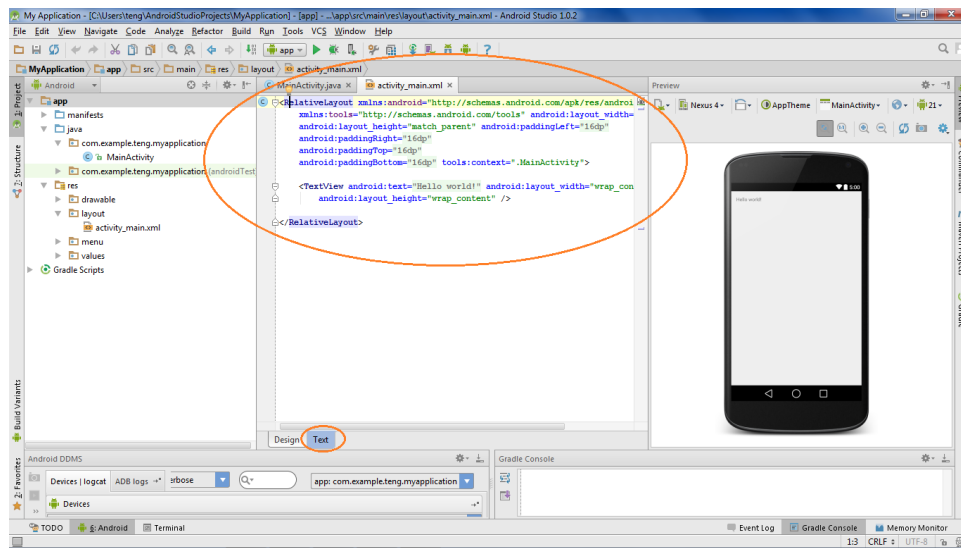 My Application - [C:\Users\teng\AndroidStudioProjects\MyApplication] - [app] - ...\app\src\main\res\layout\activity_main.xml - Android Studio 1.0.2
File Edit View Navigate Code Analyze Refactor Build Run Tools VCS Window Help
app
MyApplication app src main res layout activity_main.xml
Android
MainActivity.java activity_main.xml
Preview
1: Project
app
manifests
java
com.example.teng.myapplication
MainActivity
com.example.teng.myapplication (androidTest
res
drawable
layout
activity_main.xml
menu
values
Gradle Scripts
7: Structure
<RelativeLayout xmlns:android="http://schemas.android.com/apk/res/androi
xmlns:tools="http://schemas.android.com/tools" android:layout_width=
android:layout_height="match_parent" android:paddingLeft="16dp"
android:paddingRight="16dp"
android:paddingTop="16dp"
android:paddingBottom="16dp" tools:context=".MainActivity">
<TextView android:text="Hello world!" android:layout_width="wrap_con
android:layout_height="wrap_content" />
</RelativeLayout>
Nexus 4 AppTheme MainActivity 21
5:00
Hello world!
Build Variants
Design Text
2: Favorites
Android DDMS
Devices | logcat ADB logs erbose app: com.example.teng.myapplication
Devices
Gradle Console
TODO 6: Android Terminal Event Log Gradle Console Memory Monitor
1:3 CRLF UTF-8